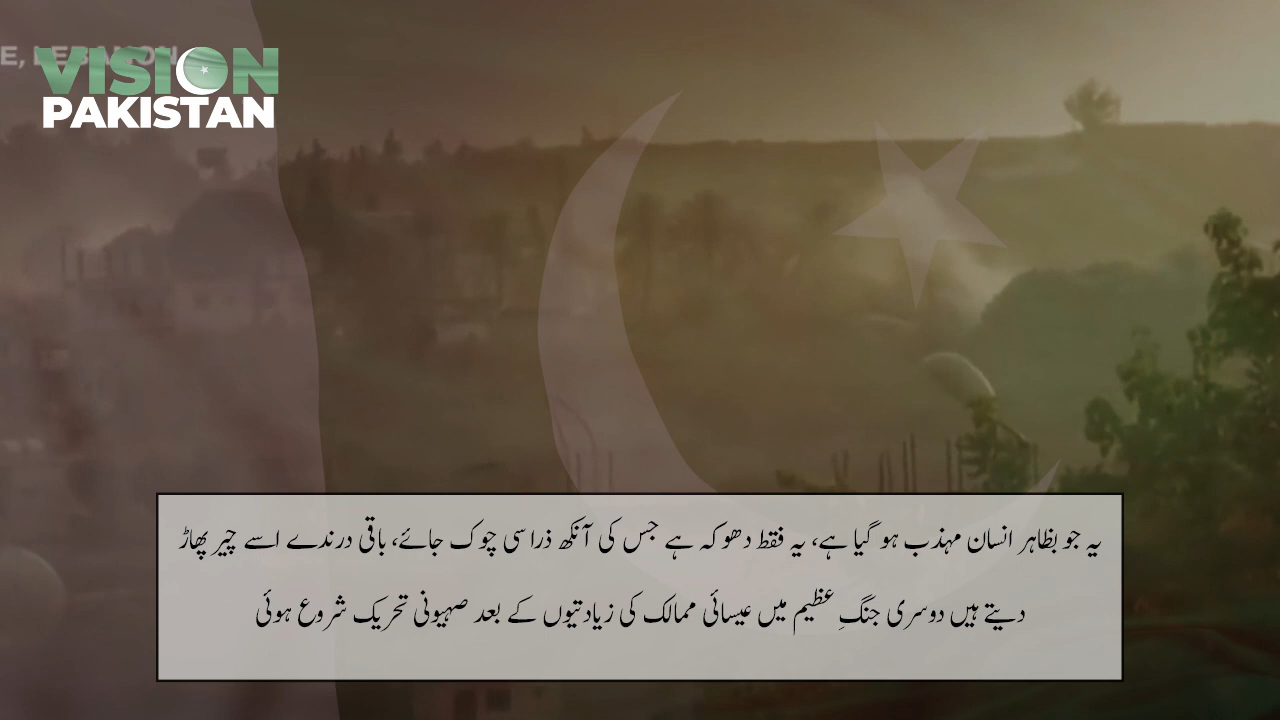 E, LEBANON
VISION
PAKISTAN
یہ جو بظاہر انسان مہذب ہو گیا ہے، یہ فقط دھوکہ ہے جس کی آنکھ ذرا سی چوک جائے، باقی درندے اسے چیر پھاڑ
دیتے ہیں دوسری جنگِ عظیم میں عیسائی ممالک کی زیادتیوں کے بعد صہیونی تحریک شروع ہوئی